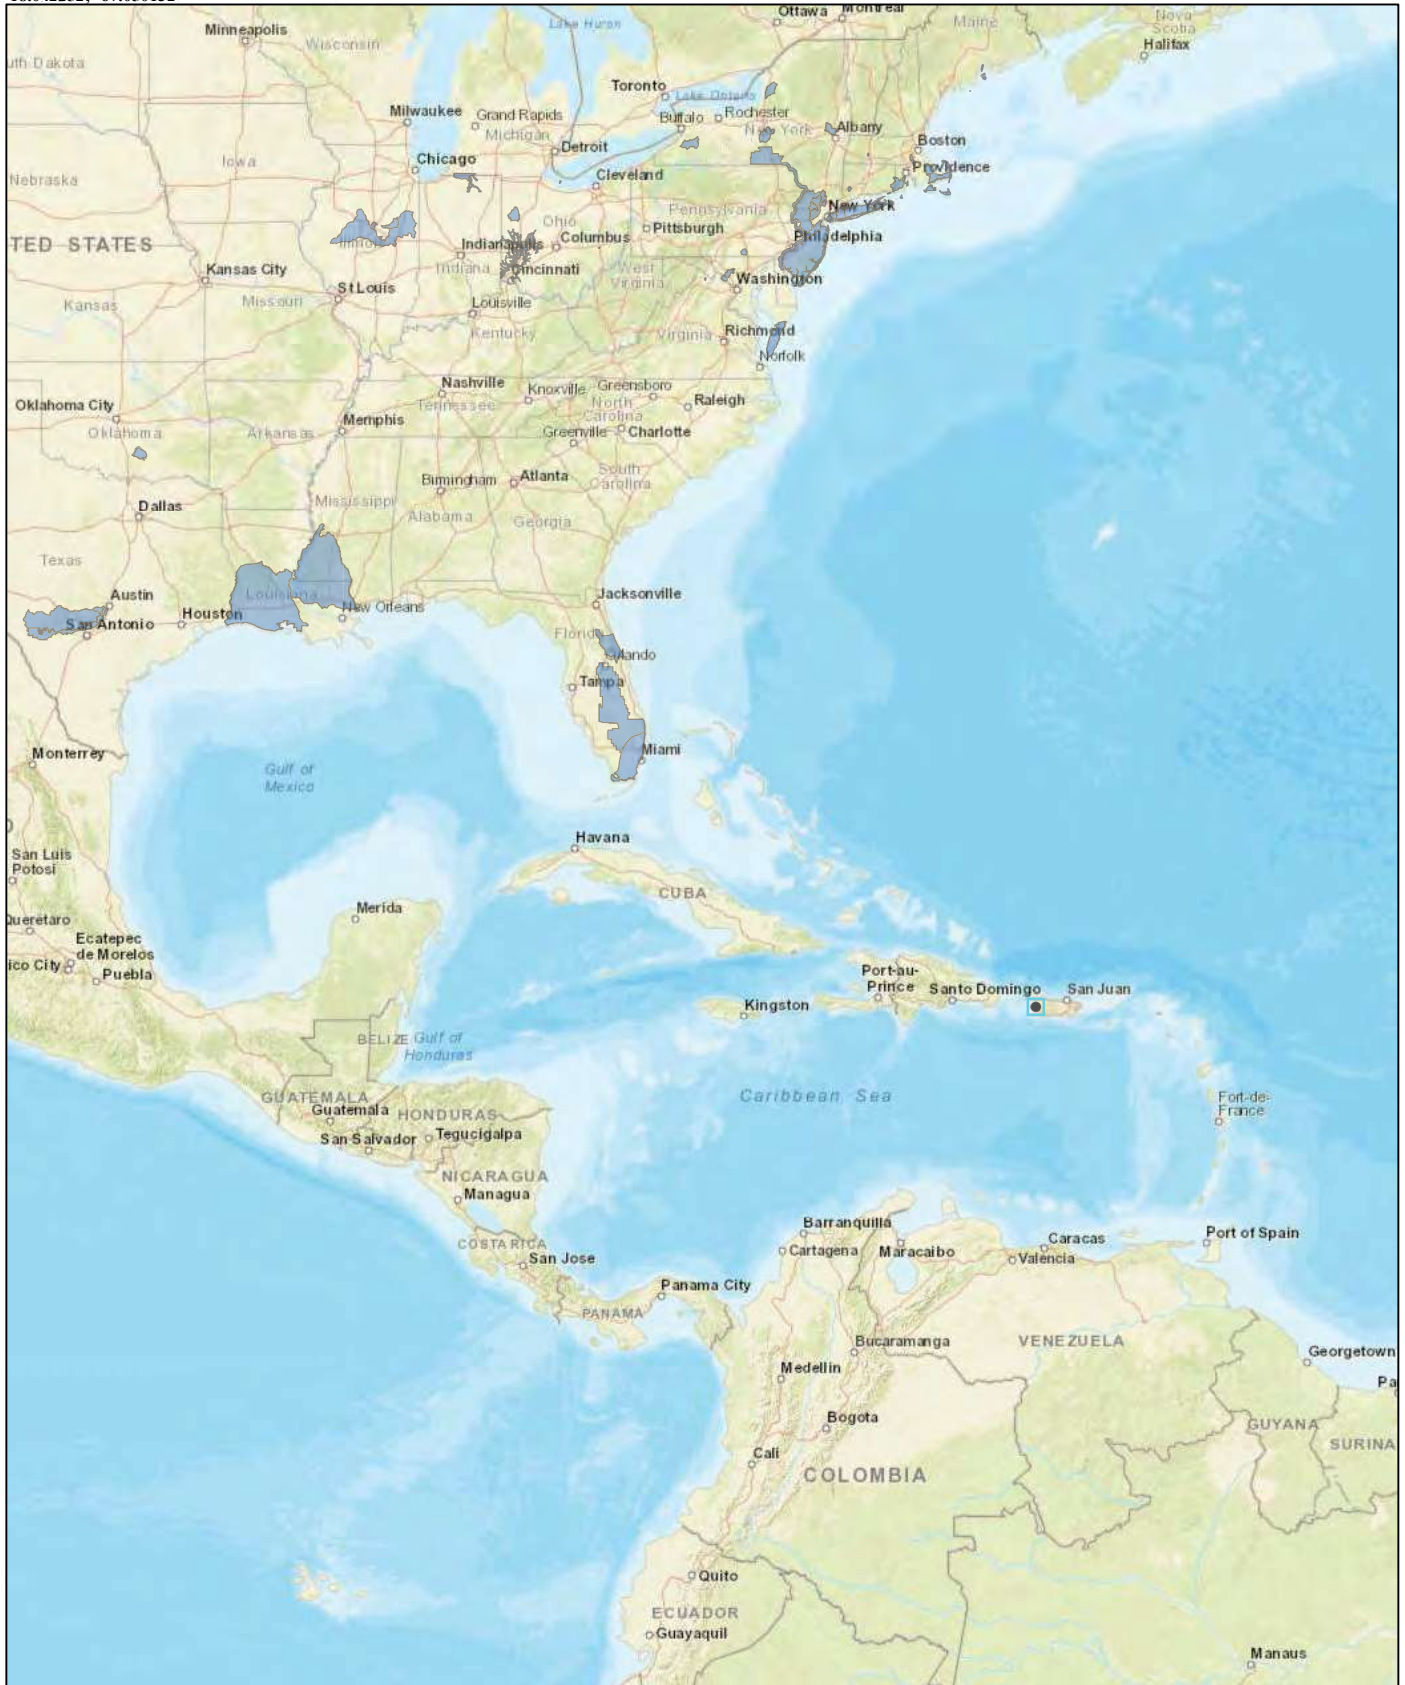 Ottawa
Montreal
Maine
Nova
Scotia
Halifax
Lake Huron
Minneapolis
Wisconsin
uth Dakota
Toronto
Lake Ontario
Milwaukee
Grand Rapids
Michigan
Buffalo
Rochester
New York
Albany
Boston
Detroit
Chicago
Iowa
Nebraska
Cleveland
Providence
Pennsylvania
New York
Ohio
Pittsburgh
Philadelphia
TED STATES
Illinois
Indianapolis
Columbus
Indiana
Cincinnati
West
Virginia
Washington
Kansas City
Kansas
Missouri
St Louis
Louisville
Kentucky
Virginia
Richmond
Norfolk
Nashville
Tennessee
Knoxville
Greensboro
North
Carolina
Raleigh
Oklahoma City
Oklahoma
Arkansas
Memphis
Greenville
Charlotte
Birmingham
Atlanta
South
Carolina
Mississippi
Alabama
Georgia
Dallas
Texas
Austin
Louisiana
New Orleans
Jacksonville
Houston
San Antonio
Florida
Orlando
Tampa
Miami
Monterrey
Gulf of
Mexico
Havana
San Luis
Potosi
CUBA
Merida
Queretaro
Ecatepec
de Morelos
ico City
Puebla
Port-au-
Prince
Santo Domingo
San Juan
Kingston
BELIZE
Gulf of
Honduras
Caribbean Sea
Fort-de-
France
GUATEMALA
Guatemala
HONDURAS
San Salvador
Tegucigalpa
NICARAGUA
Managua
Barranquilla
Cartagena
Maracaibo
Caracas
Valencia
Port of Spain
COSTA RICA
San Jose
Panama City
PANAMA
Bucaramanga
VENEZUELA
Georgetown
Medellin
Pa
Bogota
GUYANA
SURINA
Cali
COLOMBIA
Quito
ECUADOR
Guayaquil
Manaus